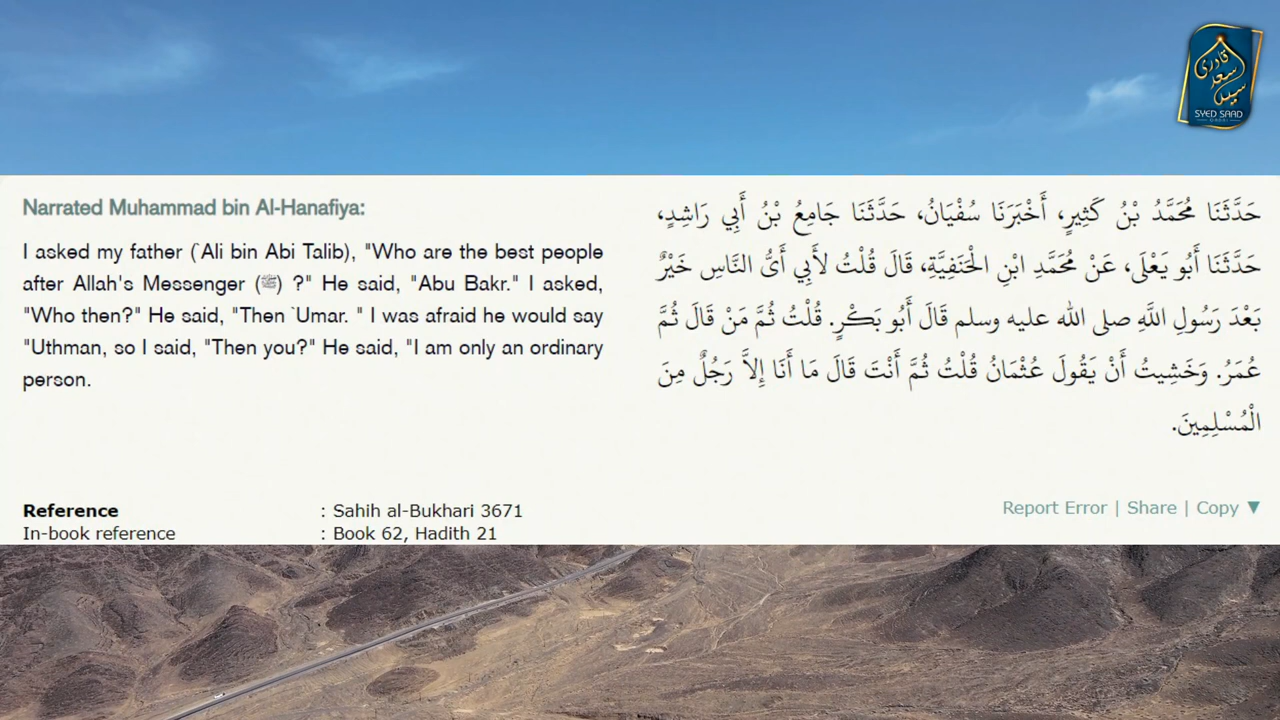 قادری
سعد
سید
SYED SAAD
QADRI
Narrated Muhammad bin Al-Hanafiya:
I asked my father (`Ali bin Abi Talib), "Who are the best people
after Allah's Messenger (ﷺ) ?" He said, "Abu Bakr." I asked,
"Who then?" He said, "Then `Umar. " I was afraid he would say
"Uthman, so I said, "Then you?" He said, "I am only an ordinary
person.
حَدَّثَنَا مُحَمَّدُ بْنُ كَثِيرٍ، أَخْبَرَنَا سُفْيَانُ، حَدَّثَنَا جَامِعُ بْنُ أَبِي رَاشِدٍ،
حَدَّثَنَا أَبُو يَعْلَى، عَنْ مُحَمَّدِ ابْنِ الْحَنَفِيَّةِ، قَالَ قُلْتُ لأَبِي أَىُّ النَّاسِ خَيْرٌ
بَعْدَ رَسُولِ اللَّهِ صلى الله عليه وسلم قَالَ أَبُو بَكْرٍ. قُلْتُ ثُمَّ مَنْ قَالَ ثُمَّ
عُمَرُ. وَخَشِيتُ أَنْ يَقُولَ عُثْمَانُ قُلْتُ ثُمَّ أَنْتَ قَالَ مَا أَنَا إِلاَّ رَجُلٌ مِنَ
الْمُسْلِمِينَ.
Reference : Sahih al-Bukhari 3671
In-book reference : Book 62, Hadith 21
Report Error | Share | Copy ▼